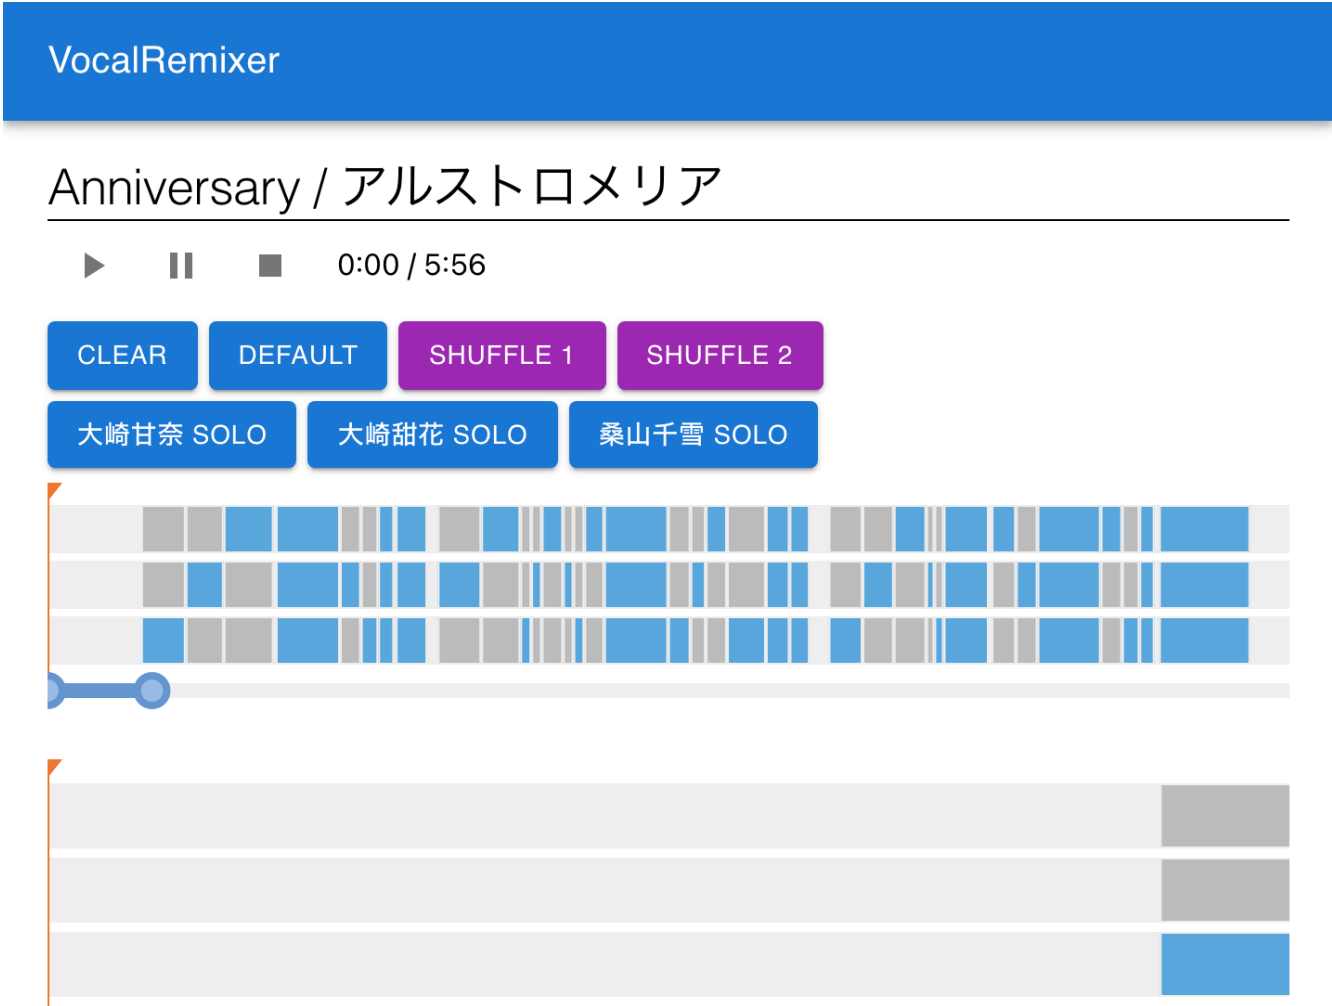 VocalRemixer
Anniversary / アルストロメリア
0:00 / 5:56
CLEAR DEFAULT SHUFFLE 1 SHUFFLE 2
大崎甘奈 SOLO 大崎甜花 SOLO 桑山千雪 SOLO